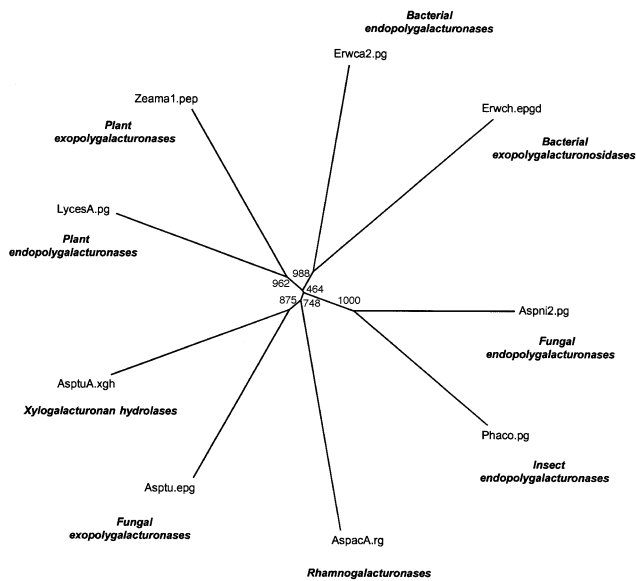 Bacterial
endopolygalacturonases
Erwca2.pg
Zeama1.pep
Plant
exopolygalacturonases
Erwch.epgd
Bacterial
exopolygalacturonosidases
LycesA.pg
Plant
endopolygalacturonases
988
962
464
875
748
1000
Aspni2.pg
Fungal
endopolygalacturonases
AsptuA.xgh
Xylogalacturonan hydrolases
Phaco.pg
Insect
endopolygalacturonases
Asptu.epg
Fungal
exopolygalacturonases
AspacA.rg
Rhamnogalacturonases